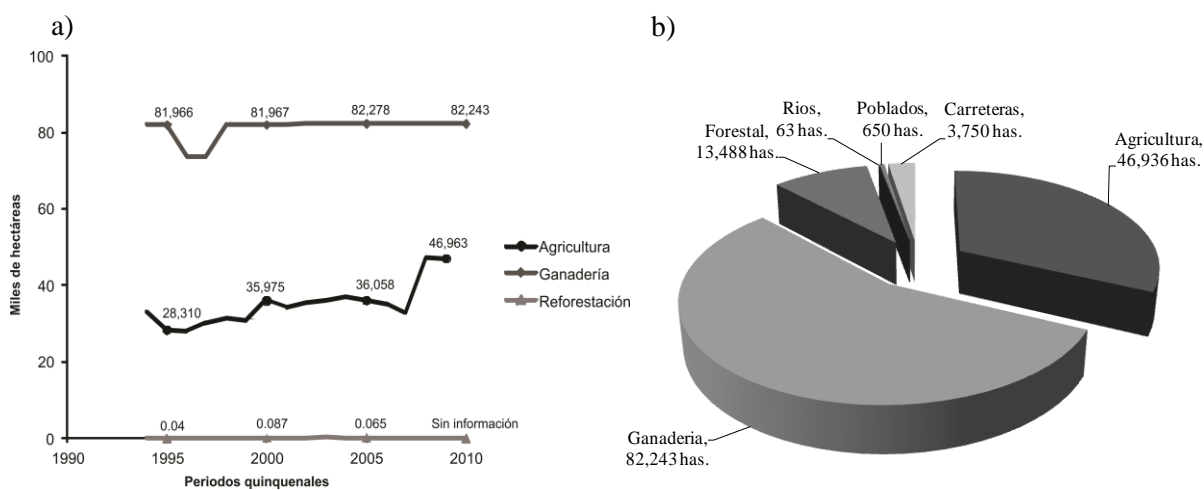 a)
100
80
60
40
20
0
Miles de hectáreas
81,966
81,967
82,278
82,243
28,310
35,975
36,058
46,963
0.04
0.087
0.065
Sin información
1990
1995
2000
2005
2010
Periodos quinquenales
Agricultura
Ganadería
Reforestación
b)
Rios,
63 has.
Poblados,
650 has.
Carreteras,
3,750 has.
Forestal,
13,488 has.
Agricultura,
46,936 has.
Ganaderia,
82,243 has.